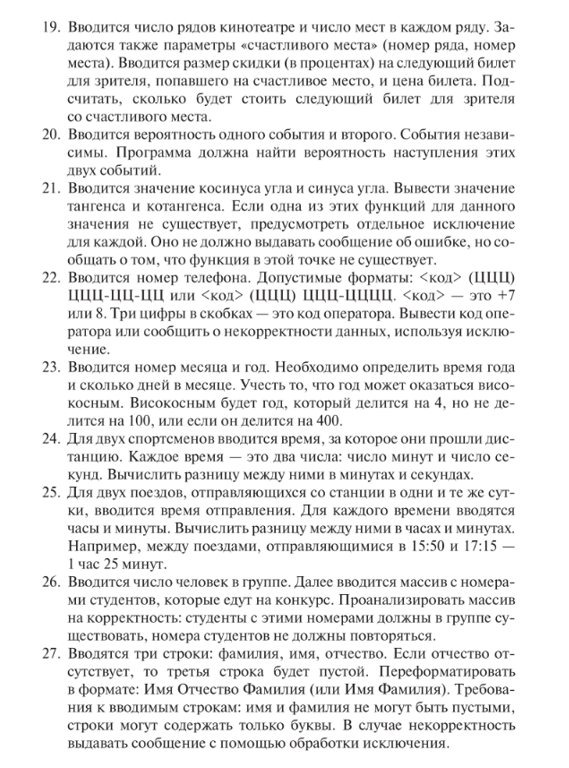 19. Вводится число рядов кинотеатре и число мест в каждом ряду. За-
даются также параметры «счастливого места» (номер ряда, номер
места). Вводится размер скидки (в процентах) на следующий билет
для зрителя, попавшего на счастливое место, и цена билета. Под-
считать, сколько будет стоить следующий билет для зрителя
со счастливого места.
20. Вводится вероятность одного события и второго. События незави-
симы. Программа должна найти вероятность наступления этих
двух событий.
21. Вводится значение косинуса угла и синуса угла. Вывести значение
тангенса и котангенса. Если одна из этих функций для данного
значения не существует, предусмотреть отдельное исключение
для каждой. Оно не должно выдавать сообщение об ошибке, но со-
общать о том, что функция в этой точке не существует.
22. Вводится номер телефона. Допустимые форматы: <код> (ЦЦЦ)
ЦЦЦ-ЦЦ-ЦЦ или <код> (ЦЦЦ) ЦЦЦ-ЦЦЦЦ. <код> — это +7
или 8. Три цифры в скобках — это код оператора. Вывести код опе-
ратора или сообщить о некорректности данных, используя исклю-
чение.
23. Вводится номер месяца и год. Необходимо определить время года
и сколько дней в месяце. Учесть то, что год может оказаться висо-
косным. Високосным будет год, который делится на 4, но не де-
лится на 100, или если он делится на 400.
24. Для двух спортсменов вводится время, за которое они прошли дис-
танцию. Каждое время — это два числа: число минут и число се-
кунд. Вычислить разницу между ними в минутах и секундах.
25. Для двух поездов, отправляющихся со станции в одни и те же сут-
ки, вводится время отправления. Для каждого времени вводятся
часы и минуты. Вычислить разницу между ними в часах и минутах.
Например, между поездами, отправляющимися в 15:50 и 17:15 —
1 час 25 минут.
26. Вводится число человек в группе. Далее вводится массив с номера-
ми студентов, которые едут на конкурс. Проанализировать массив
на корректность: студенты с этими номерами должны в группе су-
ществовать, номера студентов не должны повторяться.
27. Вводятся три строки: фамилия, имя, отчество. Если отчество от-
сутствует, то третья строка будет пустой. Переформатировать
в формате: Имя Отчество Фамилия (или Имя Фамилия). Требова-
ния к вводимым строкам: имя и фамилия не могут быть пустыми,
строки могут содержать только буквы. В случае некорректность
выдавать сообщение с помощью обработки исключения.